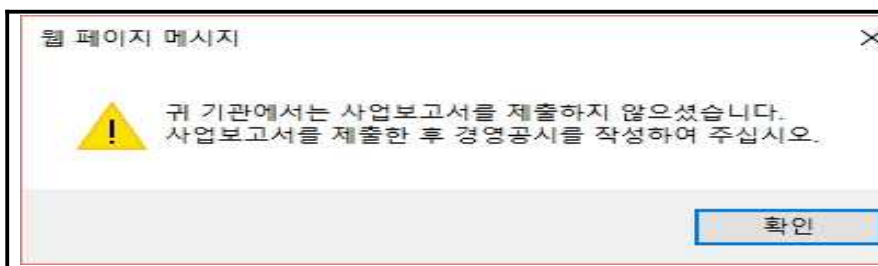 웹 페이지 메시지
귀 기관에서는 사업보고서를 제출하지 않으셨습니다.
사업보고서를 제출한 후 경영공시를 작성하여 주십시오.
확인